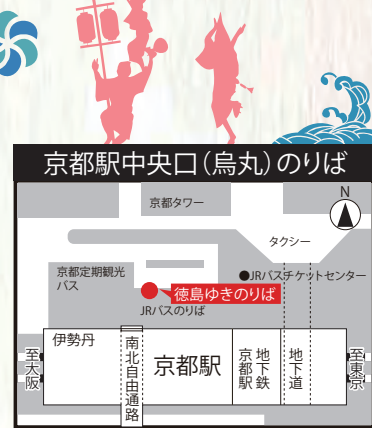 京都駅中央口（烏丸）のりば
N
京都タワー
タクシー
京都定期観光
バス
●JRバスチケットセンター
徳島ゆきのりば
JRバスのりば
伊勢丹
至大阪
南北自由通路
京都駅
地下鉄
京都駅
地下道
至東京